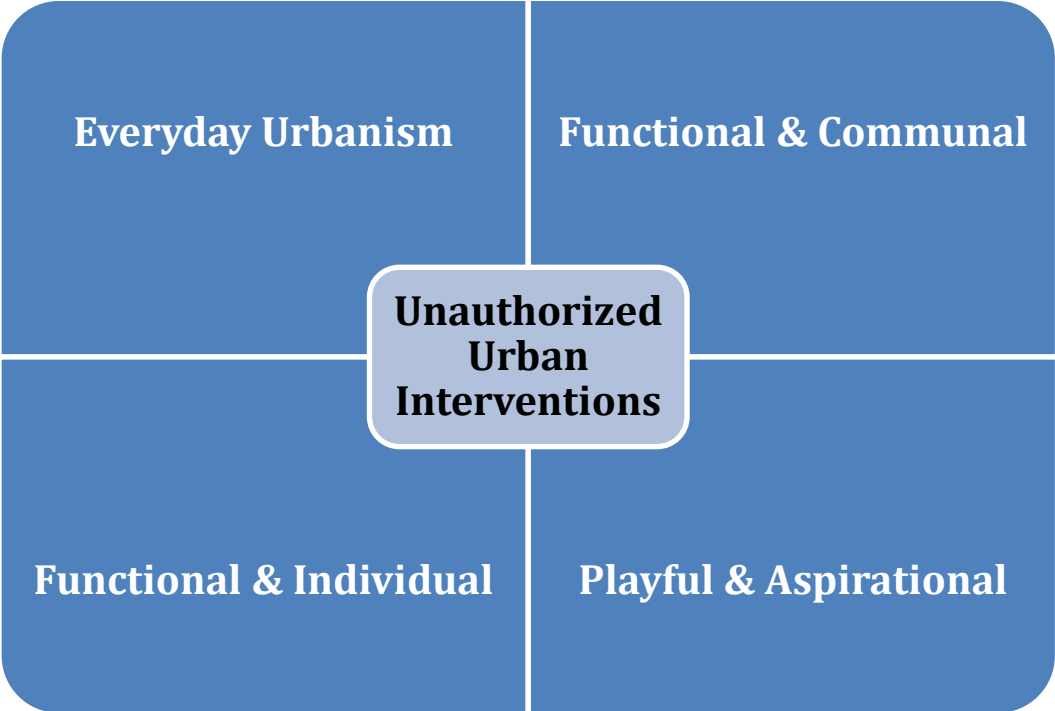 Everyday Urbanism
Functional & Communal
Unauthorized
Urban
Interventions
Functional & Individual
Playful & Aspirational